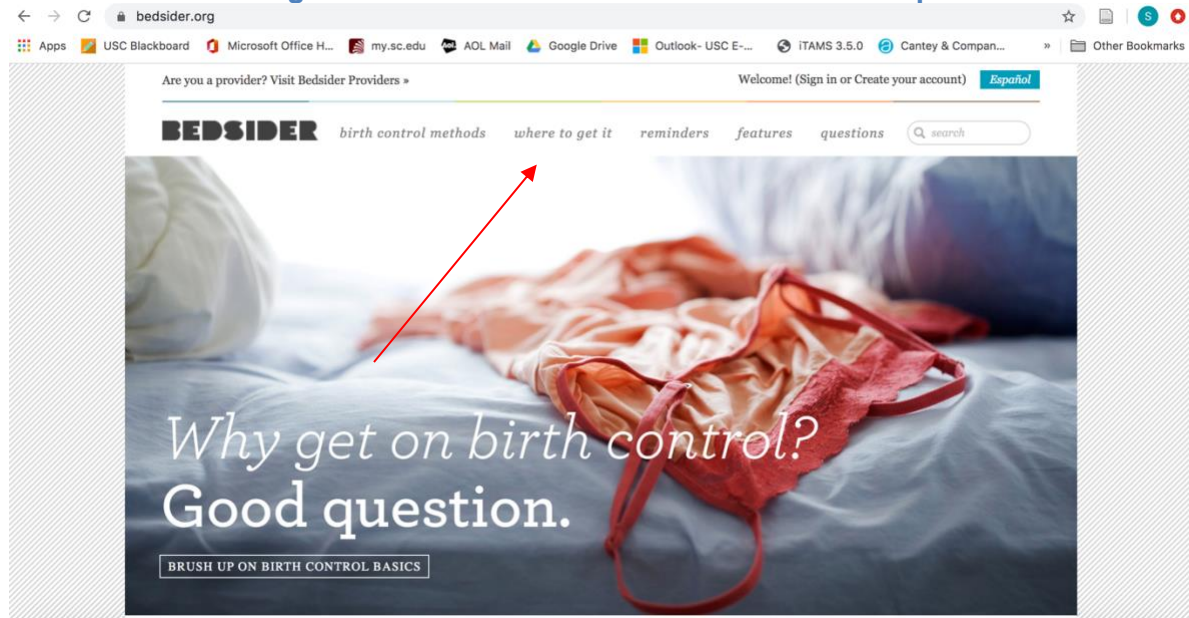 bedsider.org
S
Apps USC Blackboard Microsoft Office H... my.sc.edu AOL Mail Google Drive Outlook- USC E-... iTAMS 3.5.0 Cantey & Compan... » Other Bookmarks
Are you a provider? Visit Bedsider Providers » Welcome! (Sign in or Create your account) Español
BEDSIDER birth control methods where to get it reminders features questions search
Why get on birth control?
Good question.
BRUSH UP ON BIRTH CONTROL BASICS